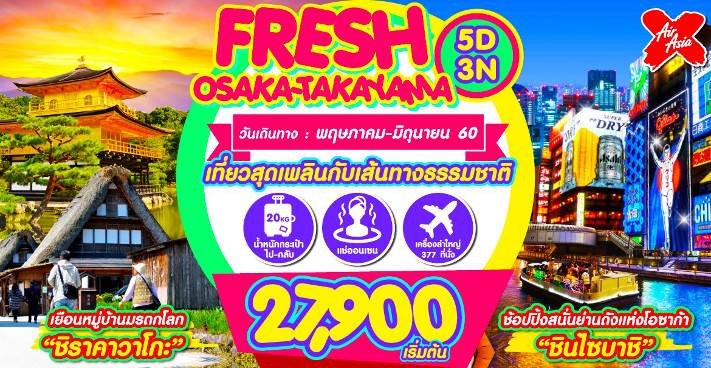 FRESH
OSAKA-TAKAYAMA
5D
3N
Air
Asia
วันเดินทาง : พฤษภาคม-มิถุนายน 60
เที่ยวสุดเพลินกับเส้นทางธรรมชาติ
20KG
น้ำหนักกระเป๋า
ไป-กลับ
แช่ออนเซน
เครื่องลำใหญ่
377 ที่นั่ง
27,900
เริ่มต้น
เยือนหมู่บ้านมรดกโลก
“ชิราคาวาโกะ”
ช้อปปิ้งสนั่นย่านดังแห่งโอซาก้า
“ชินไซบาชิ”
DRY